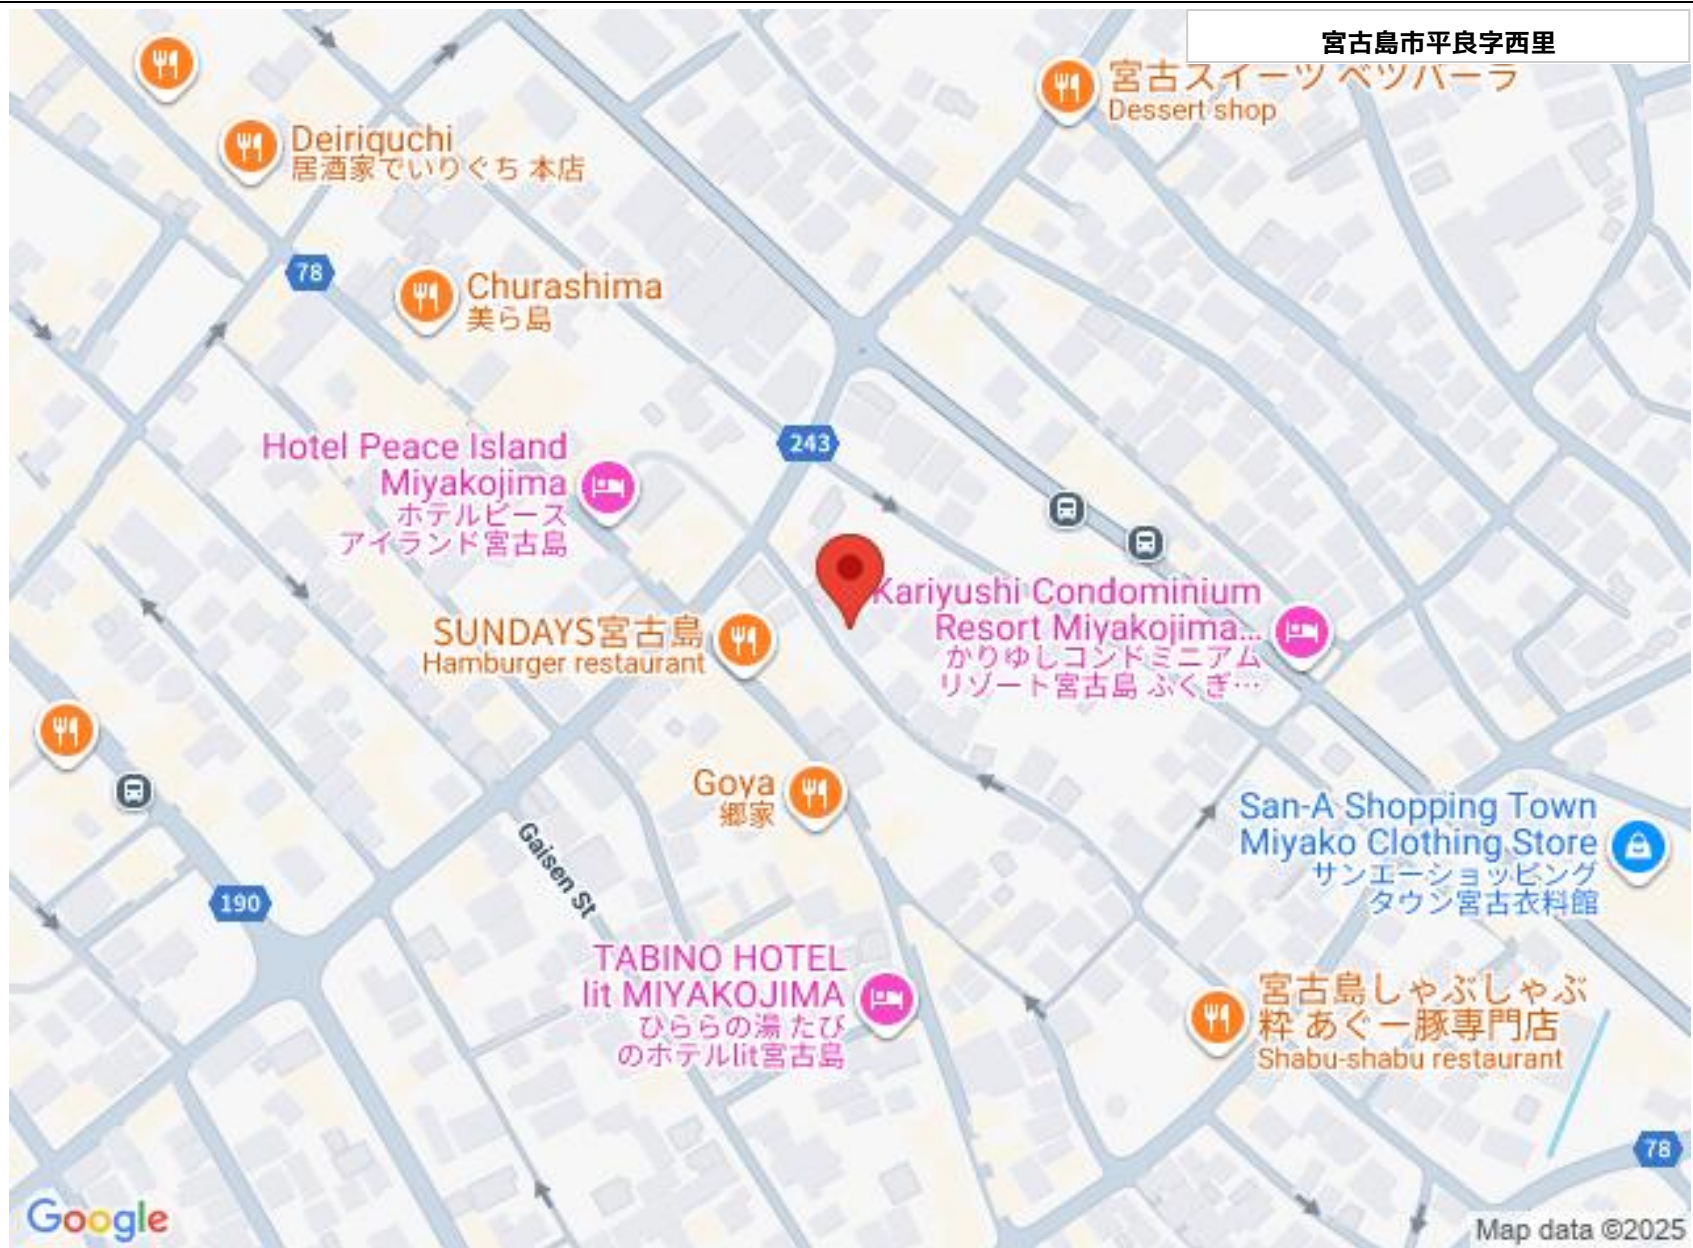 宮古島市平良字西里
宮古スイーツ ベツバーラ
Dessert shop
Deiriguchi
居酒家でいりぐち 本店
78
Churashima
美ら島
243
Hotel Peace Island
Miyakojima
ホテルピース
アイランド宮古島
Kariyushi Condominium
Resort Miyakojima...
かりゆしコンドミニアム
リゾート宮古島 ふくぎ…
SUNDAYS宮古島
Hamburger restaurant
Goya
郷家
San-A Shopping Town
Miyako Clothing Store
サンエーショッピング
タウン宮古衣料館
Gaisen St
190
TABINO HOTEL
lit MIYAKOJIMA
ひららの湯 たび
のホテルlit宮古島
宮古島しゃぶしゃぶ
粋 あぐー豚専門店
Shabu-shabu restaurant
78
Google
Map data ©2025